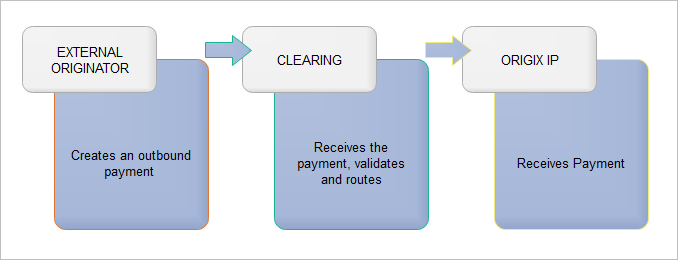 EXTERNAL
ORIGINATOR
Creates an outbound
payment
CLEARING
Receives the
payment, validates
and routes
ORIGIX IP
Receives Payment